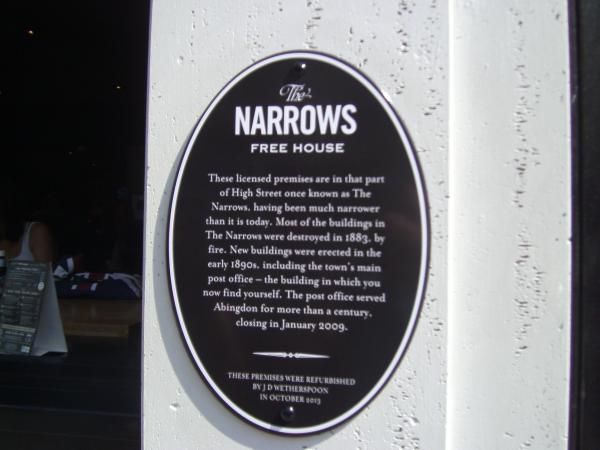 The
NARROWS
FREE HOUSE
These licensed premises are in that part
of High Street once known as The
Narrows, having been much narrower
than it is today. Most of the buildings in
The Narrows were destroyed in 1883, by
fire. New buildings were erected in the
early 1890s, including the town's main
post office – the building in which you
now find yourself. The post office served
Abingdon for more than a century,
closing in January 2009.
THESE PREMISES WERE REFURBISHED
BY J D WETHERSPOON
IN OCTOBER 2013